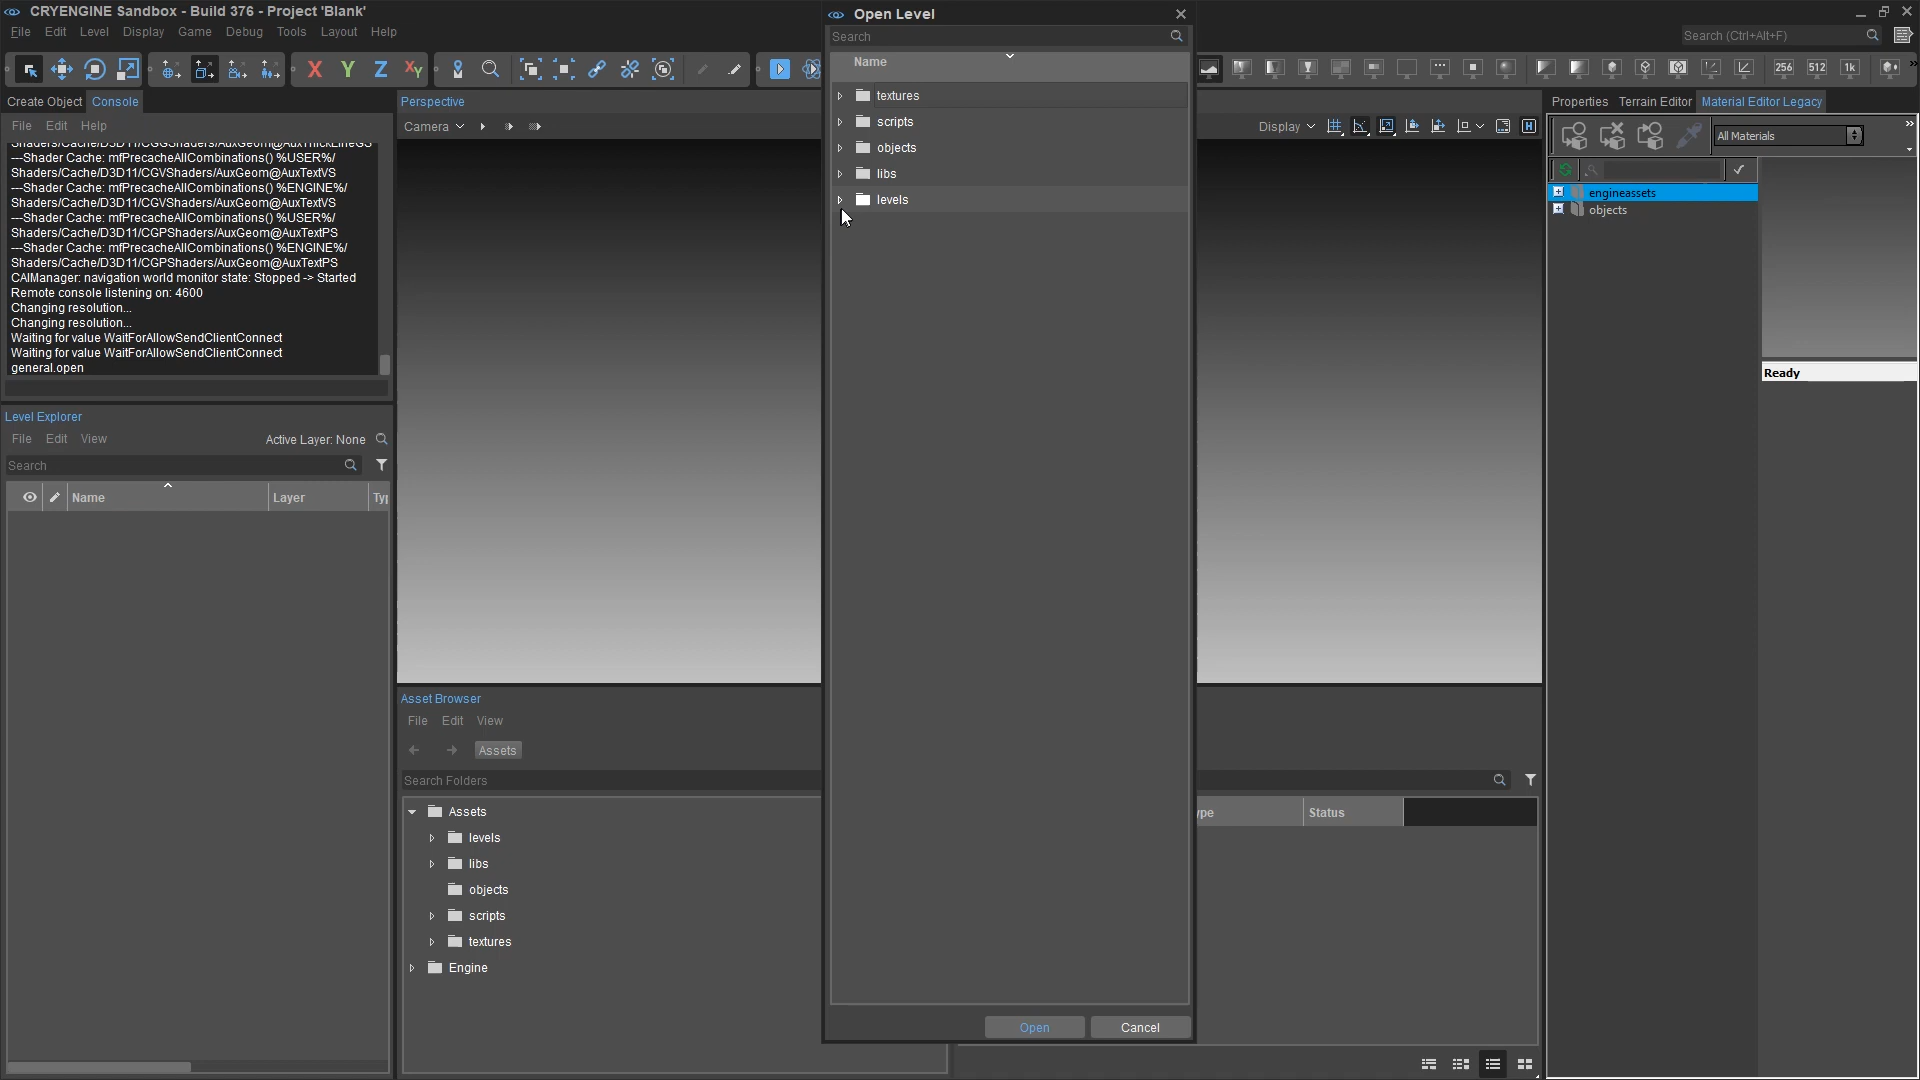 CRYENGINE Sandbox - Build 376 - Project 'Blank'
File Edit Level Display Game Debug Tools Layout Help
Search (Ctrl+Alt+F)
X Y Z XY
256 512 1k
Create Object Console
File Edit Help
---Shader Cache: mfPrecacheAllCombinations() %USER%/
Shaders/Cache/D3D11/CGVShaders/AuxGeom@AuxTextVS
---Shader Cache: mfPrecacheAllCombinations() %ENGINE%/
Shaders/Cache/D3D11/CGVShaders/AuxGeom@AuxTextVS
---Shader Cache: mfPrecacheAllCombinations() %USER%/
Shaders/Cache/D3D11/CGPShaders/AuxGeom@AuxTextPS
---Shader Cache: mfPrecacheAllCombinations() %ENGINE%/
Shaders/Cache/D3D11/CGPShaders/AuxGeom@AuxTextPS
CAIManager: navigation world monitor state: Stopped -> Started
Remote console listening on: 4600
Changing resolution...
Changing resolution...
Waiting for value WaitForAllowSendClientConnect
Waiting for value WaitForAllowSendClientConnect
general.open
Level Explorer
File Edit View
Active Layer: None
Search
Name Layer Typ
Perspective
Camera
Display
H
Open Level
Search
Name
textures
scripts
objects
libs
levels
Open Cancel
Asset Browser
File Edit View
Assets
Search Folders
Assets
levels
libs
objects
scripts
textures
Engine
ype Status
Properties Terrain Editor Material Editor Legacy
All Materials
engineassets
objects
Ready